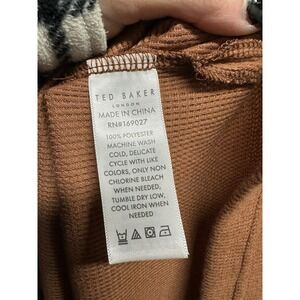 TED BAKER
LONDON
MADE IN CHINA
RN#169027
100% POLYESTER
MACHINE WASH
COLD, DELICATE
CYCLE WITH LIKE
COLORS, ONLY NON
CHLORINE BLEACH
WHEN NEEDED,
TUMBLE DRY LOW,
COOL IRON WHEN
NEEDED